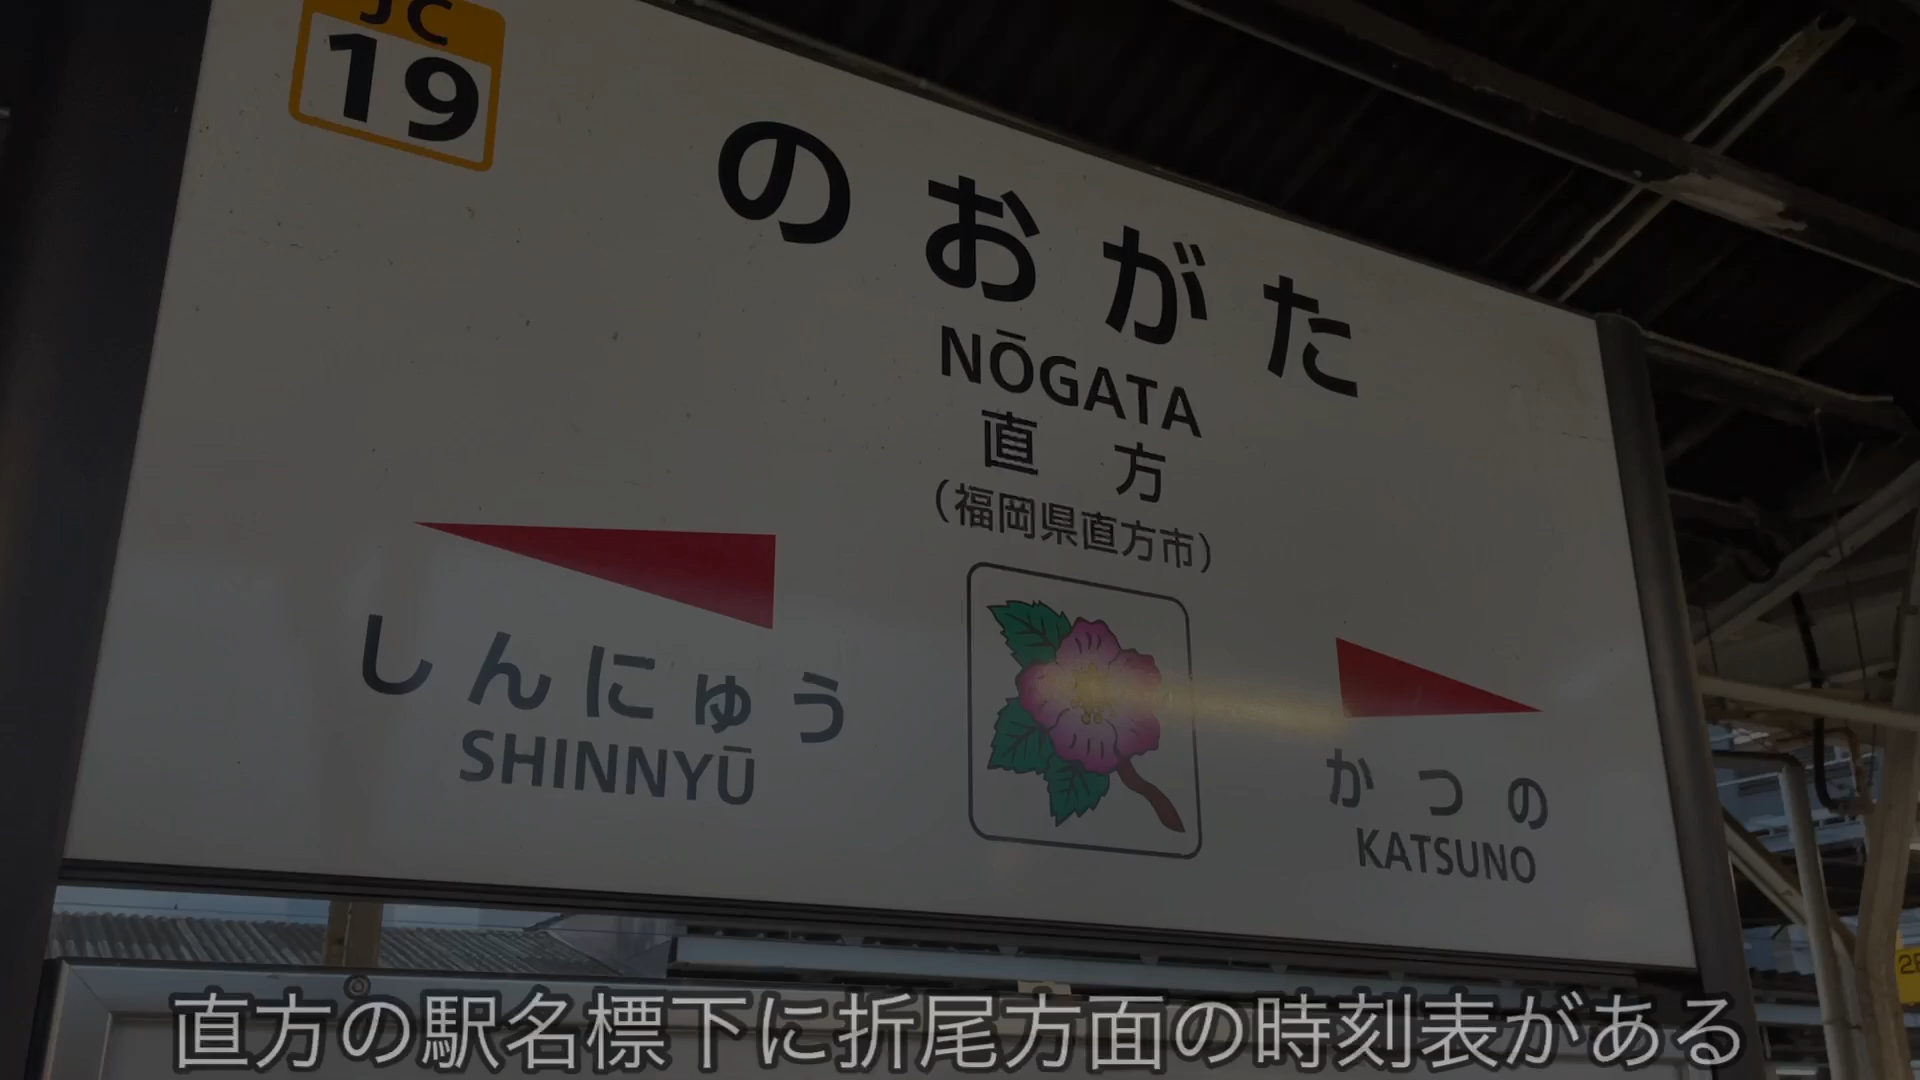 JC
19
のおがた
NŌGATA
直方
(福岡県直方市)
しんにゅう
SHINNYŪ
かつの
KATSUNO
直方の駅名標下に折尾方面の時刻表がある